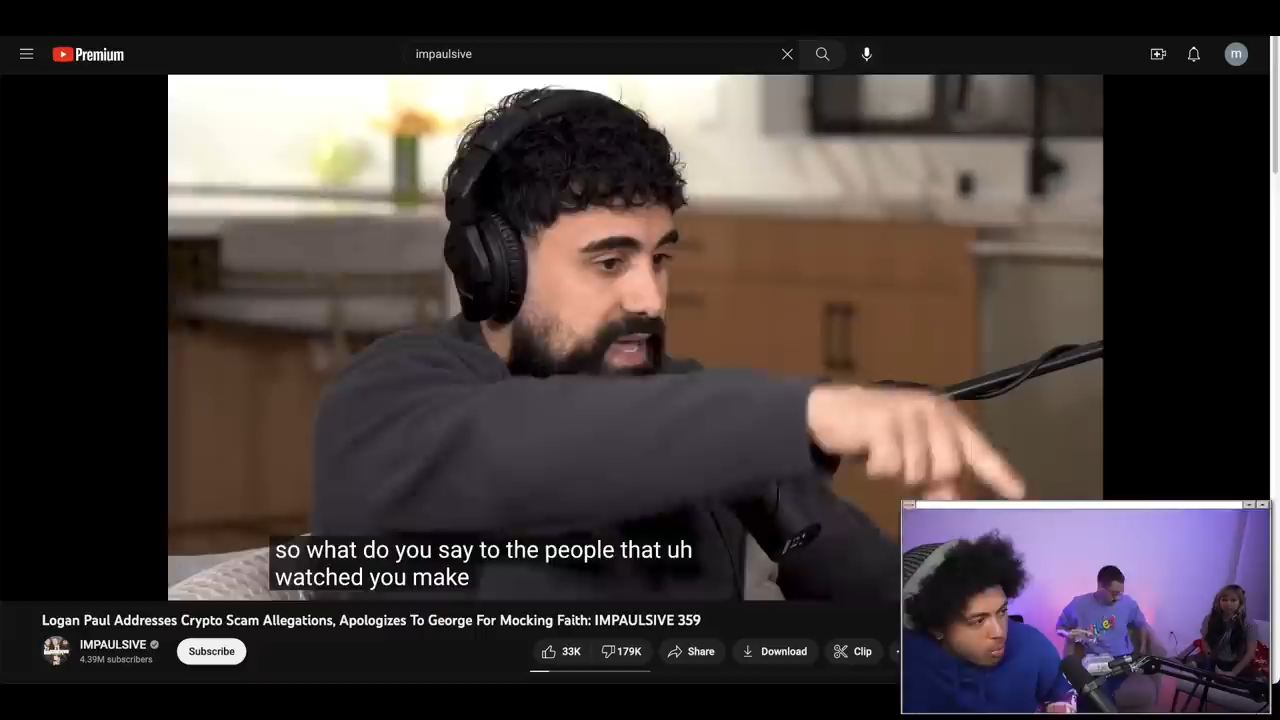 Premium
impaulsive
m
so what do you say to the people that uh
watched you make
Logan Paul Addresses Crypto Scam Allegations, Apologizes To George For Mocking Faith: IMPAULSIVE 359
IMPAULSIVE
4.39M subscribers
Subscribe
33K
179K
Share
Download
Clip